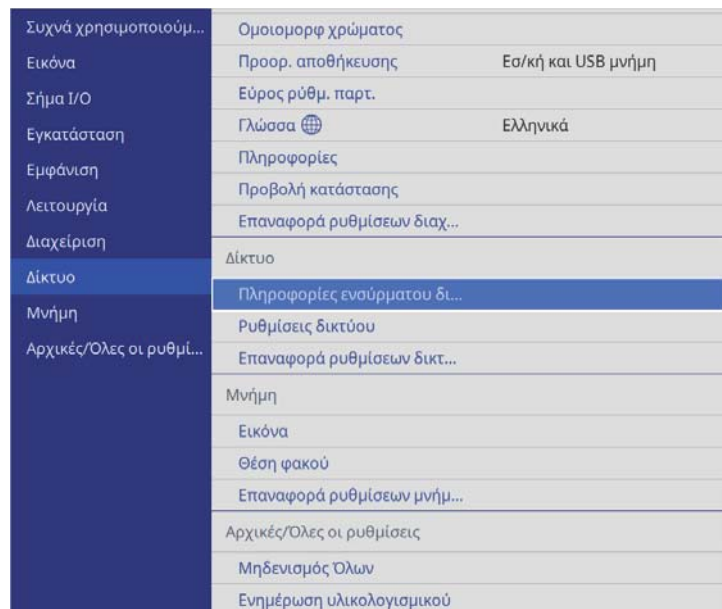 Συχνά χρησιμοποιούμ...
Εικόνα
Σήμα I/O
Εγκατάσταση
Εμφάνιση
Λειτουργία
Διαχείριση
Δίκτυο
Μνήμη
Αρχικές/Όλες οι ρυθμί...
Ομοιομορφ χρώματος
Προορ. αποθήκευσης Εσ/κή και USB μνήμη
Εύρος ρύθμ. παρτ.
Γλώσσα Ελληνικά
Πληροφορίες
Προβολή κατάστασης
Επαναφορά ρυθμίσεων διαχ...
Δίκτυο
Πληροφορίες ενσύρματου δι...
Ρυθμίσεις δικτύου
Επαναφορά ρυθμίσεων δικτ...
Μνήμη
Εικόνα
Θέση φακού
Επαναφορά ρυθμίσεων μνήμ...
Αρχικές/Όλες οι ρυθμίσεις
Μηδενισμός Όλων
Ενημέρωση υλικολογισμικού